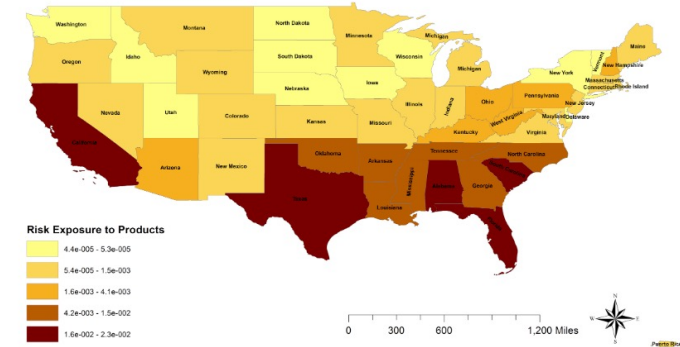 Washington
Montana
North Dakota
Minnesota
Michigan
Maine
Oregon
Idaho
South Dakota
Wisconsin
Vermont
New Hampshire
Wyoming
Michigan
New York
Massachusetts
Connecticut
Rhode Island
Nebraska
Iowa
Nevada
Utah
Colorado
Illinois
Indiana
Ohio
Pennsylvania
New Jersey
Maryland
Delaware
Kansas
Missouri
West Virginia
Virginia
Kentucky
California
Arizona
New Mexico
Oklahoma
Arkansas
Tennessee
North Carolina
Mississippi
Alabama
Georgia
Texas
Louisiana
Risk Exposure to Products
4.4e-005 - 5.3e-005
5.4e-005 - 1.5e-003
1.6e-003 - 4.1e-003
4.2e-003 - 1.5e-002
1.6e-002 - 2.3e-002
N
W
E
S
0 300 600 1,200 Miles